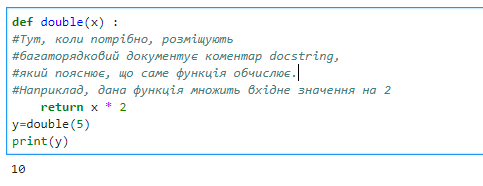 def double(x) :
#Тут, коли потрібно, розміщують
#багаторядковий документує коментар docstring,
#який пояснює, що саме функція обчислює.
#Наприклад, дана функція множить вхідне значення на 2
    return x * 2
y=double(5)
print(y)
10